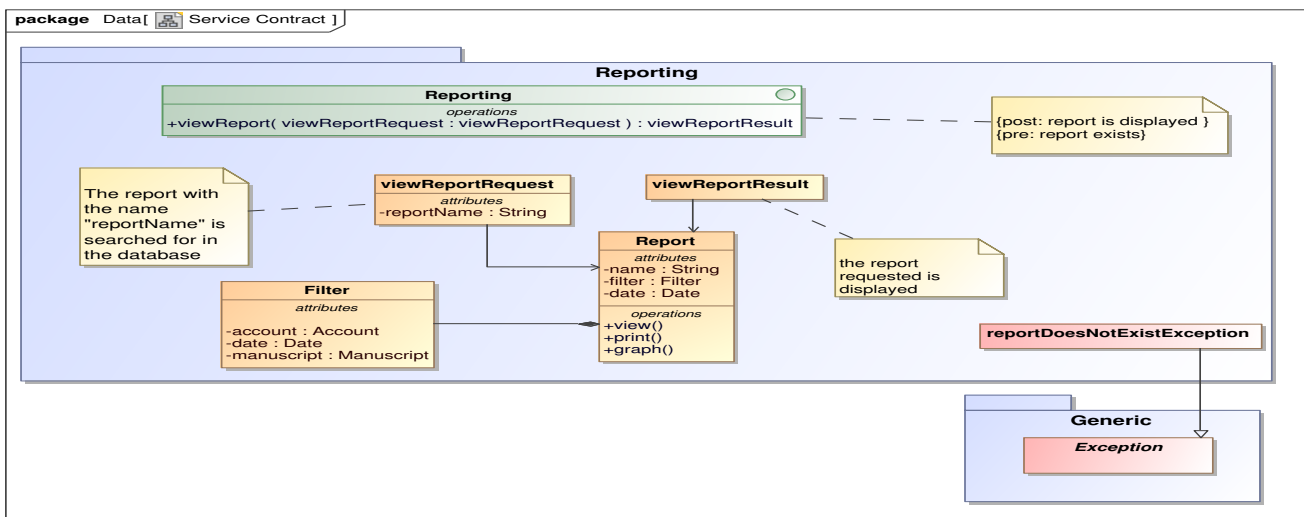 package Data[ Service Contract ]
Reporting
Reporting
operations
+viewReport( viewReportRequest : viewReportRequest ) : viewReportResult
{post: report is displayed }
{pre: report exists}
The report with
the name
"reportName" is
searched for in
the database
viewReportRequest
attributes
-reportName : String
viewReportResult
Report
attributes
-name : String
-filter : Filter
-date : Date
operations
+view()
+print()
+graph()
the report
requested is
displayed
Filter
attributes
-account : Account
-date : Date
-manuscript : Manuscript
reportDoesNotExistException
Generic
Exception